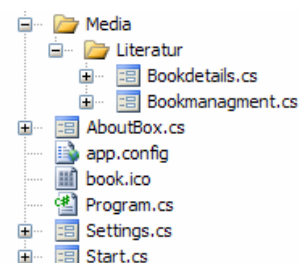 Media
Literatur
Bookdetails.cs
Bookmanagment.cs
AboutBox.cs
app.config
book.ico
Program.cs
Settings.cs
Start.cs